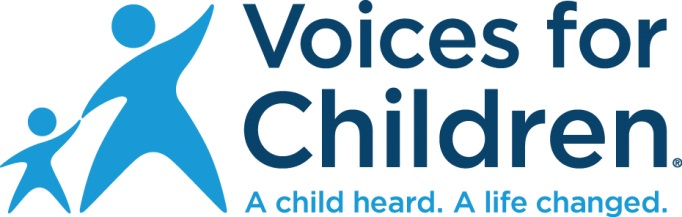 Voices for
Children®
A child heard. A life changed.